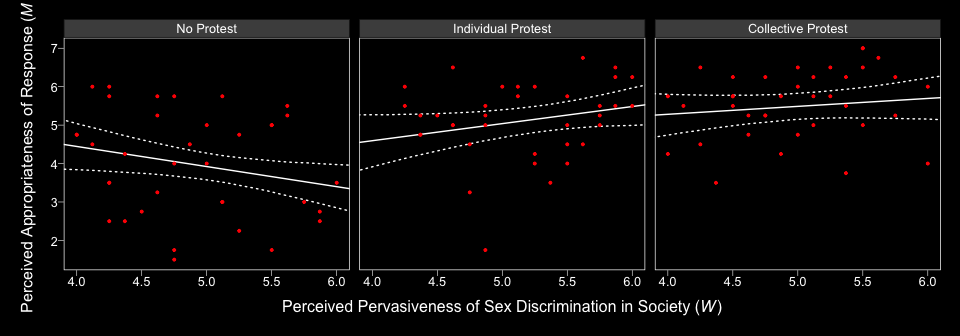 No Protest
Individual Protest
Collective Protest
Perceived Appropriateness of Response (M
7
6
5
4
3
2
4.0 4.5 5.0 5.5 6.0
4.0 4.5 5.0 5.5 6.0
4.0 4.5 5.0 5.5 6.0
Perceived Pervasiveness of Sex Discrimination in Society (W)